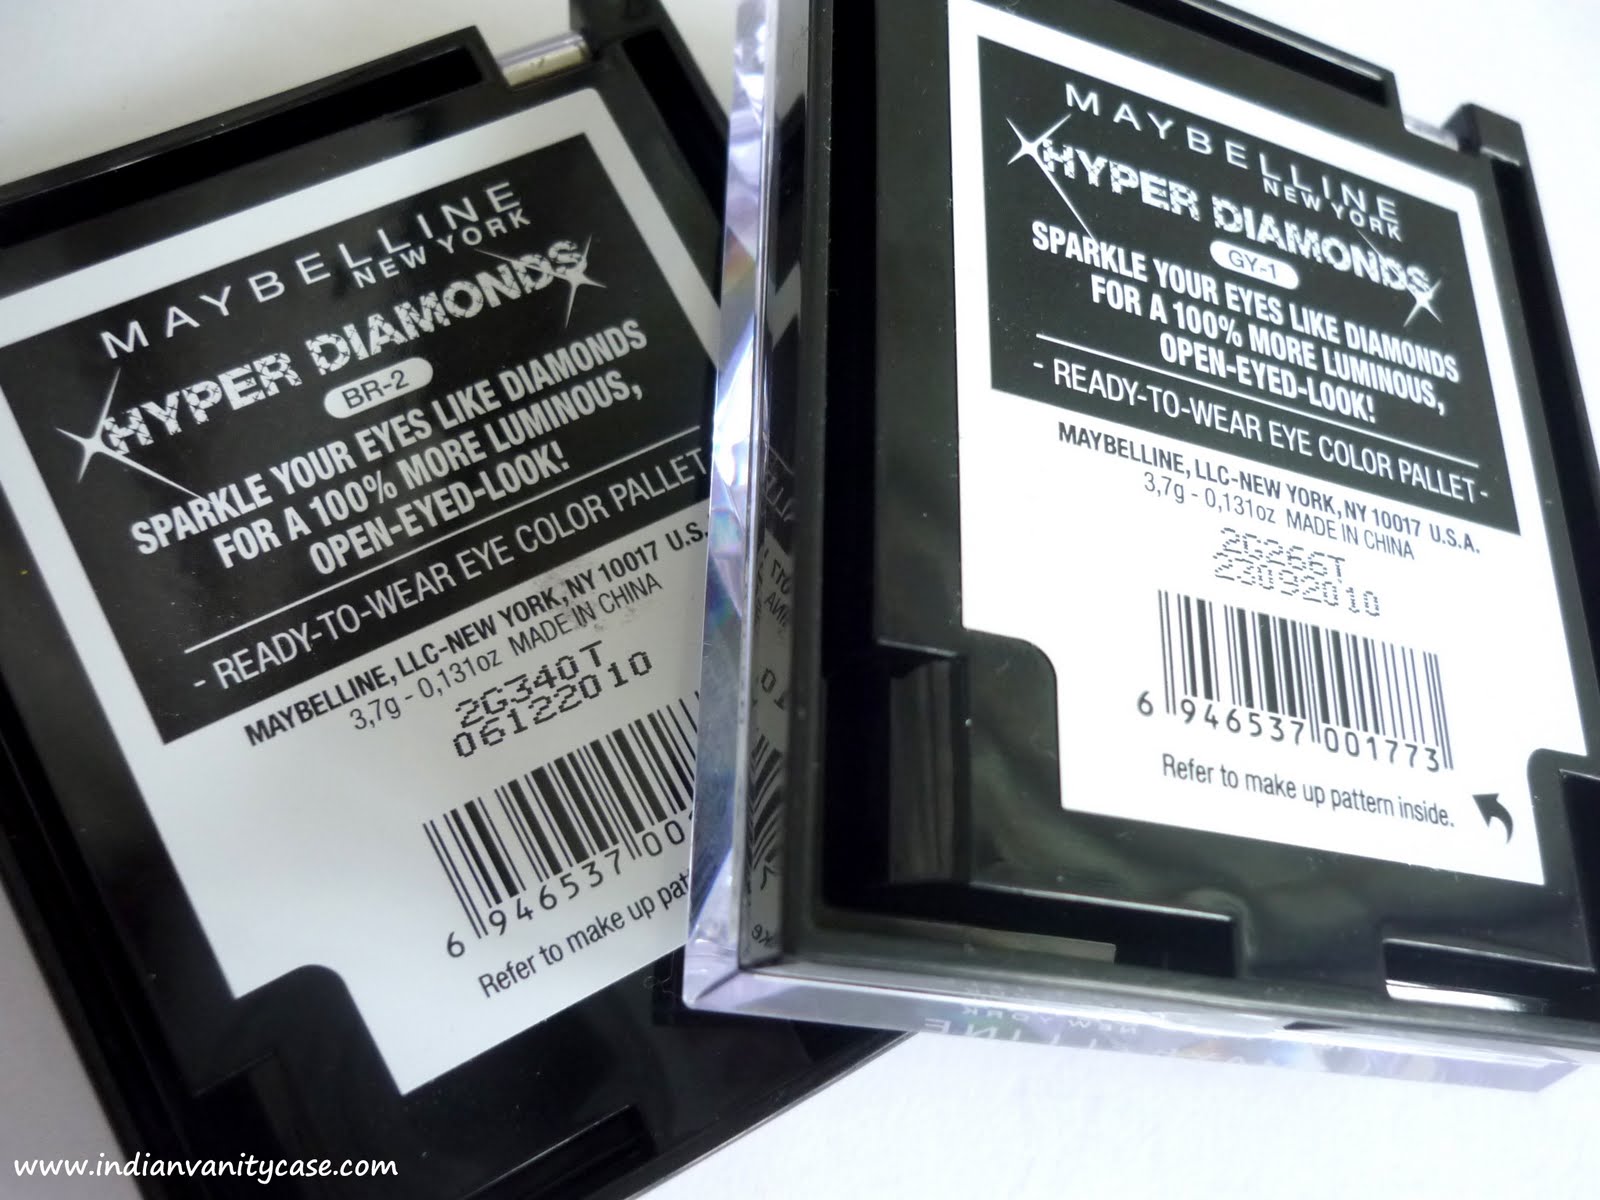 MAYBELLINE
NEW YORK
HYPER DIAMONDS
BR-2
SPARKLE YOUR EYES LIKE DIAMONDS
FOR A 100% MORE LUMINOUS,
OPEN-EYED-LOOK!
- READY-TO-WEAR EYE COLOR PALLET
MAYBELLINE, LLC-NEW YORK, NY 10017 U.S.
3,7g - 0,131oz MADE IN CHINA
2G340T
06122010
6 946537 00
Refer to make up pat
MAYBELLINE
NEW YORK
HYPER DIAMONDS
GY-1
SPARKLE YOUR EYES LIKE DIAMONDS
FOR A 100% MORE LUMINOUS,
OPEN-EYED-LOOK!
- READY-TO-WEAR EYE COLOR PALLET -
MAYBELLINE, LLC-NEW YORK, NY 10017 U.S.A.
3,7g - 0,131oz MADE IN CHINA
2G266T
23092010
6 946537 001773
Refer to make up pattern inside.
www.indianvanitycase.com